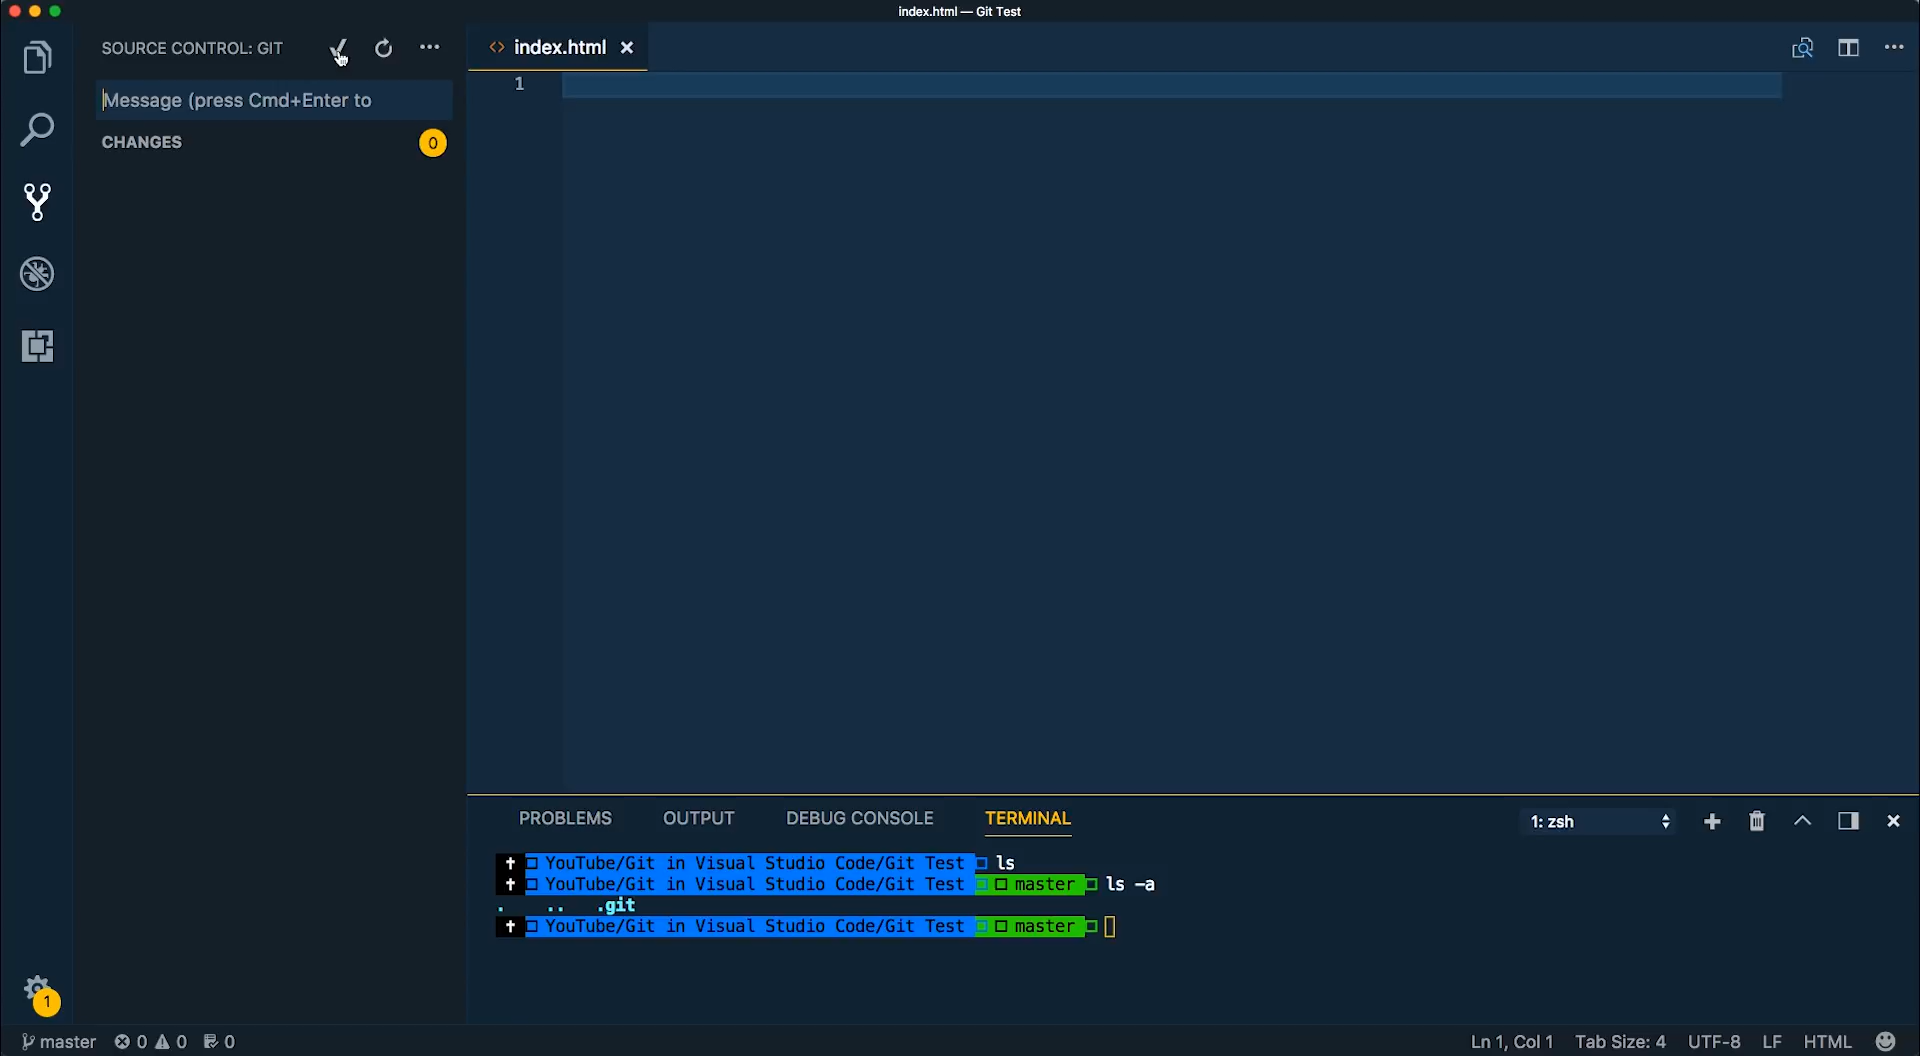 index.html — Git Test
SOURCE CONTROL: GIT
Message (press Cmd+Enter to
CHANGES 0
index.html
1
PROBLEMS OUTPUT DEBUG CONSOLE TERMINAL 1: zsh
YouTube/Git in Visual Studio Code/Git Test ls
YouTube/Git in Visual Studio Code/Git Test master ls -a
. .. .git
YouTube/Git in Visual Studio Code/Git Test master
1
master 0 0 0 Ln 1, Col 1 Tab Size: 4 UTF-8 LF HTML